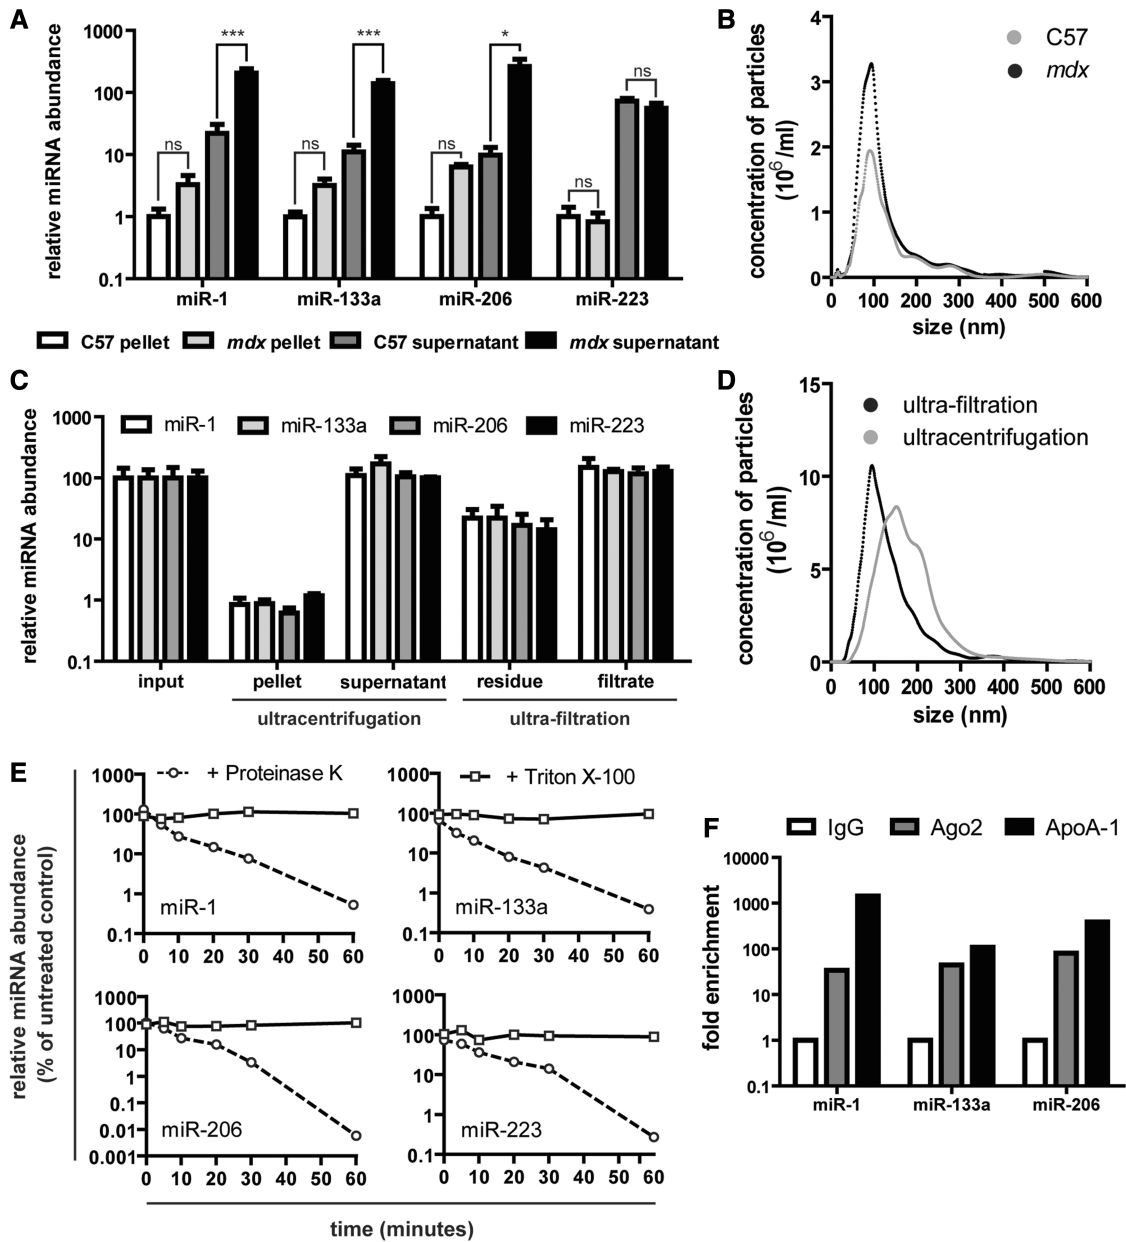 A
relative miRNA abundance
1000
100
10
1
0.1
ns
***
ns
***
ns
*
ns
ns
miR-1
miR-133a
miR-206
miR-223
C57 pellet
mdx pellet
C57 supernatant
mdx supernatant
B
concentration of particles
(10⁶/ml)
4
3
2
1
0
0 100 200 300 400 500 600
size (nm)
C57
mdx
C
relative miRNA abundance
1000
100
10
1
0.1
miR-1
miR-133a
miR-206
miR-223
input
pellet
supernatant
residue
filtrate
ultracentrifugation
ultra-filtration
D
concentration of particles
(10⁶/ml)
15
10
5
0
0 100 200 300 400 500 600
size (nm)
ultra-filtration
ultracentrifugation
E
relative miRNA abundance
(% of untreated control)
+ Proteinase K
+ Triton X-100
1000
100
10
1
0.1
0 10 20 30 40 50 60
miR-1
1000
100
10
1
0.1
0 10 20 30 40 50 60
miR-133a
1000
100
10
1
0.1
0.01
0.001
0 10 20 30 40 50 60
miR-206
1000
100
10
1
0.1
0 10 20 30 40 50 60
miR-223
time (minutes)
F
IgG
Ago2
ApoA-1
fold enrichment
10000
1000
100
10
1
0.1
miR-1
miR-133a
miR-206